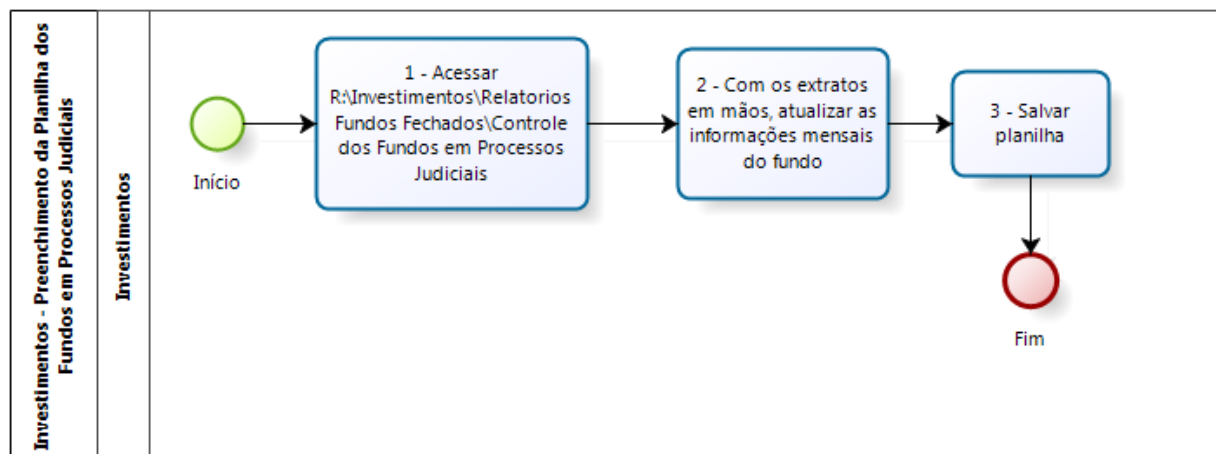 Investimentos - Preenchimento da Planilha dos
Fundos em Processos Judiciais
Investimentos
Início
1 - Acessar
R:\Investimentos\Relatorios
Fundos Fechados\Controle
dos Fundos em Processos
Judiciais
2 - Com os extratos
em mãos, atualizar as
informações mensais
do fundo
3 - Salvar
planilha
Fim